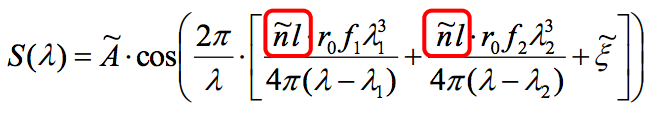 S(λ) = Ã · cos( 2π/λ · [ ñl · r₀f₁λ₁³ / 4π(λ − λ₁) + ñl · r₀f₂λ₂³ / 4π(λ − λ₂) + ξ̃ ] )